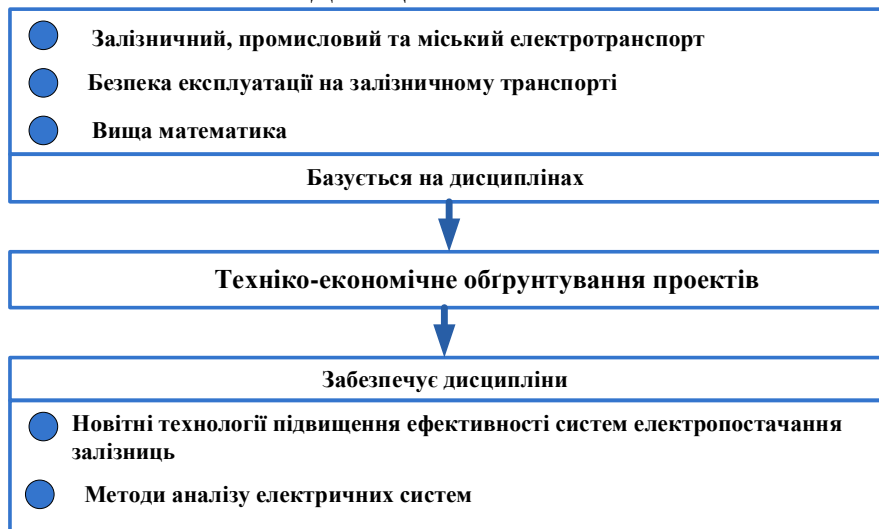 Залізничний, промисловий та міський електротранспорт
Безпека експлуатації на залізничному транспорті
Вища математика
Базується на дисциплінах
Техніко-економічне обґрунтування проектів
Забезпечує дисципліни
Новітні технології підвищення ефективності систем електропостачання
залізниць
Методи аналізу електричних систем